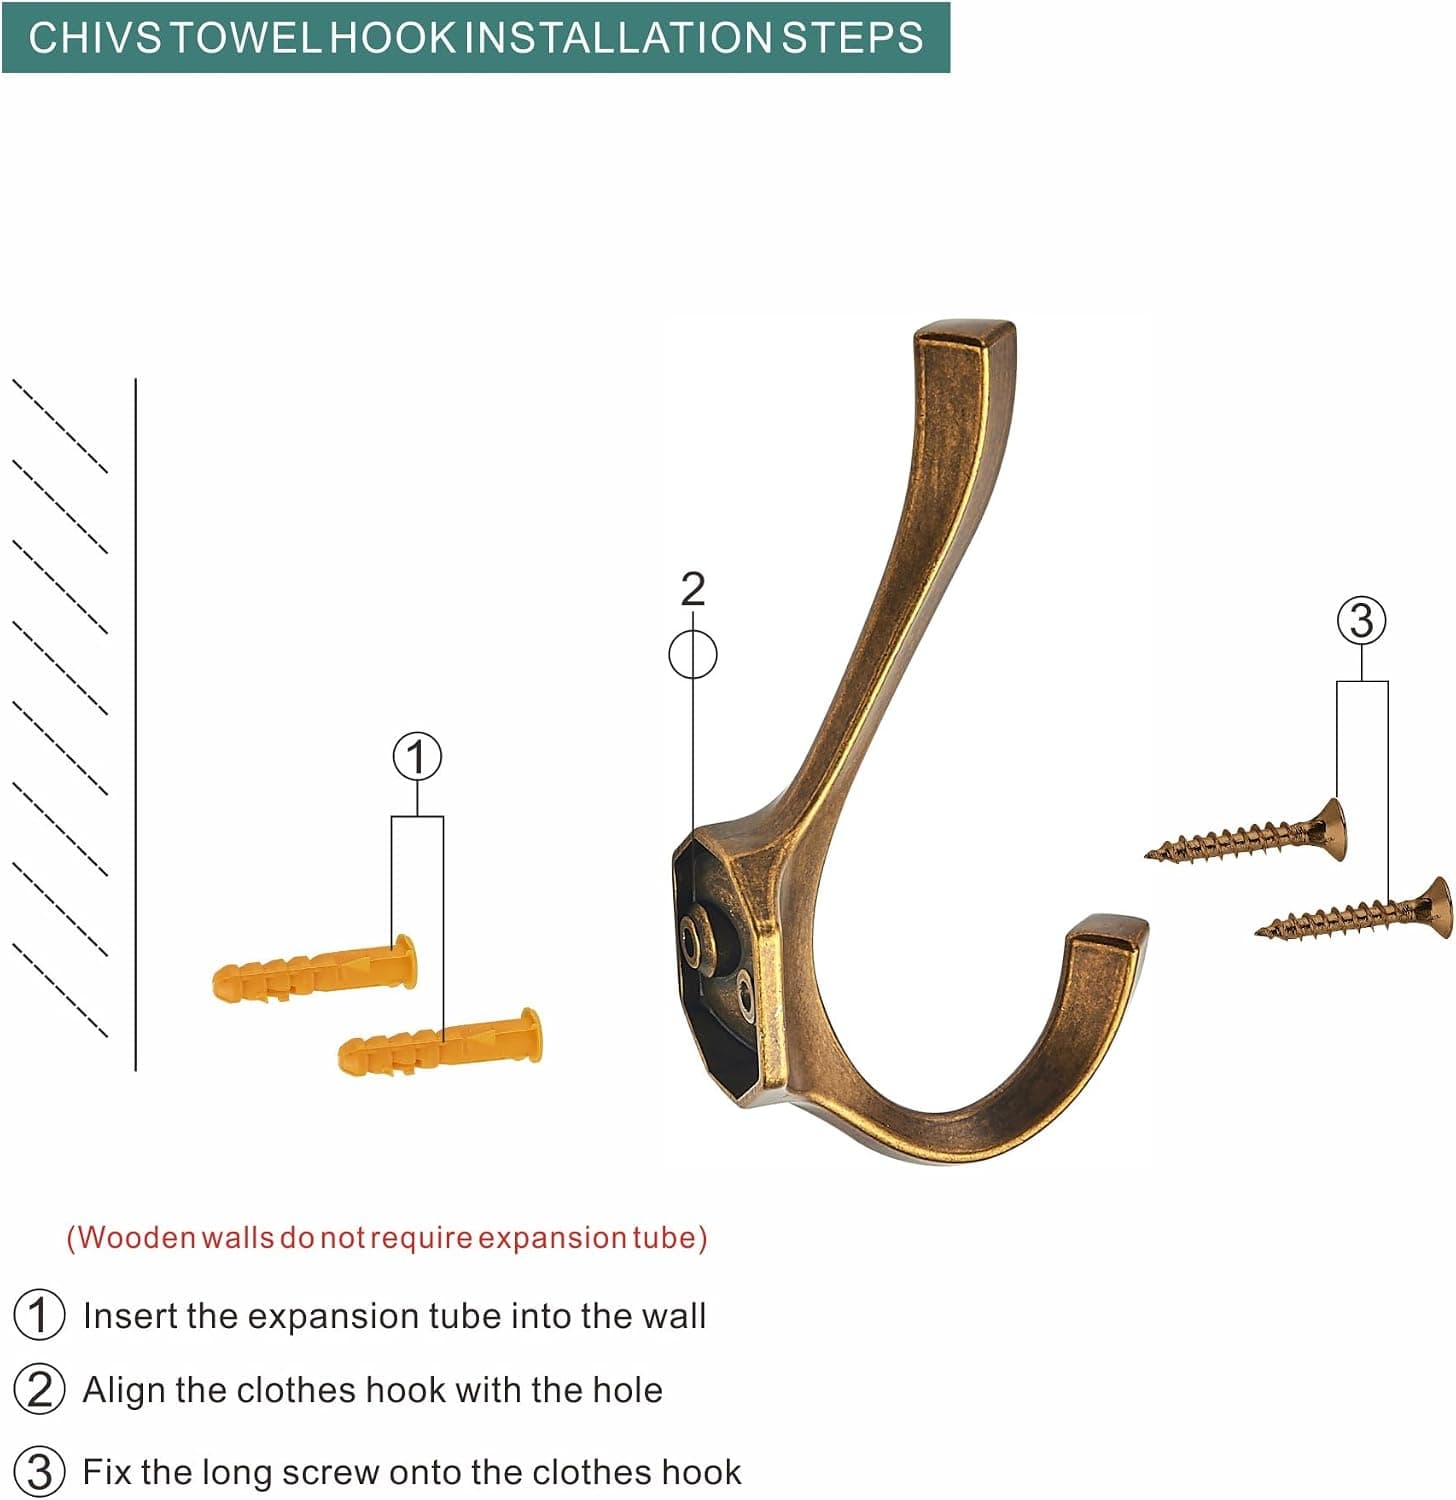 CHIVS TOWEL HOOK INSTALLATION STEPS
2
3
1
(Wooden walls do not require expansion tube)
1 Insert the expansion tube into the wall
2 Align the clothes hook with the hole
3 Fix the long screw onto the clothes hook